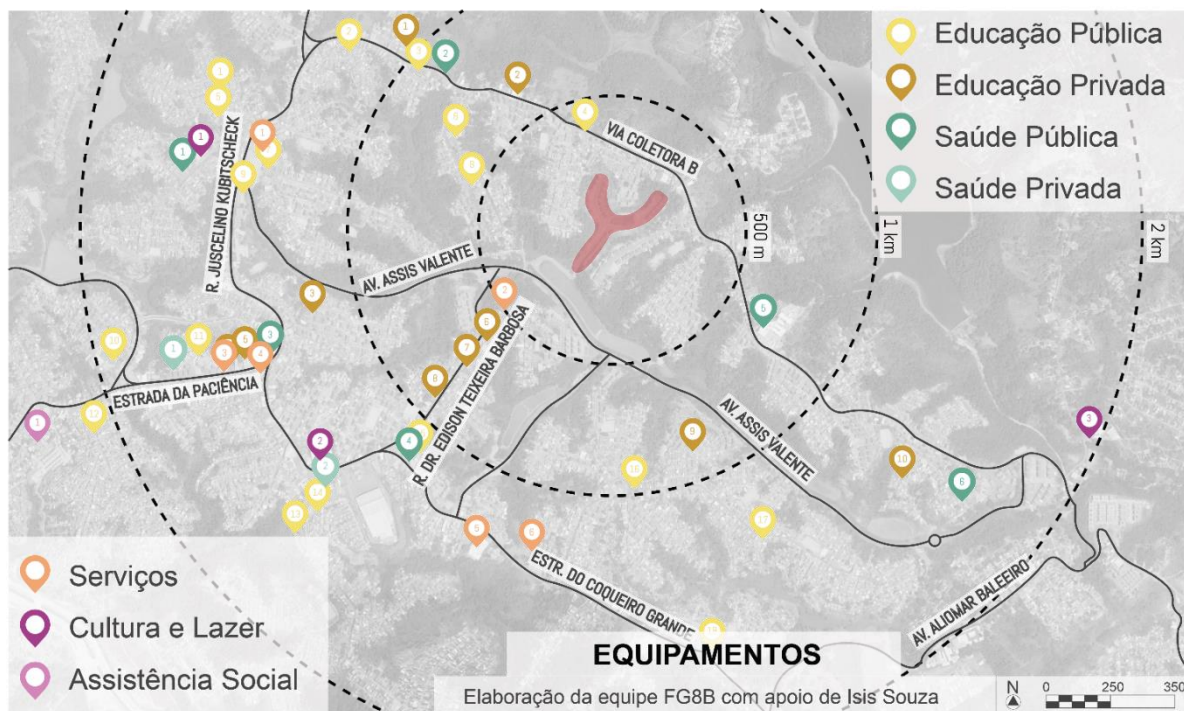 Educação Pública
Educação Privada
Saúde Pública
Saúde Privada
VIA COLETORA B
R. JUSCELINO KUBITSCHECK
AV. ASSIS VALENTE
500 m
1 km
2 km
R. DR. EDISON TEIXEIRA BARBOSA
ESTRADA DA PACIÊNCIA
AV. ASSIS VALENTE
ESTR. DO COQUEIRO GRANDE
AV. ALIOMAR BALEEIRO
Serviços
Cultura e Lazer
Assistência Social
EQUIPAMENTOS
Elaboração da equipe FG8B com apoio de Isis Souza
N
0 250 350